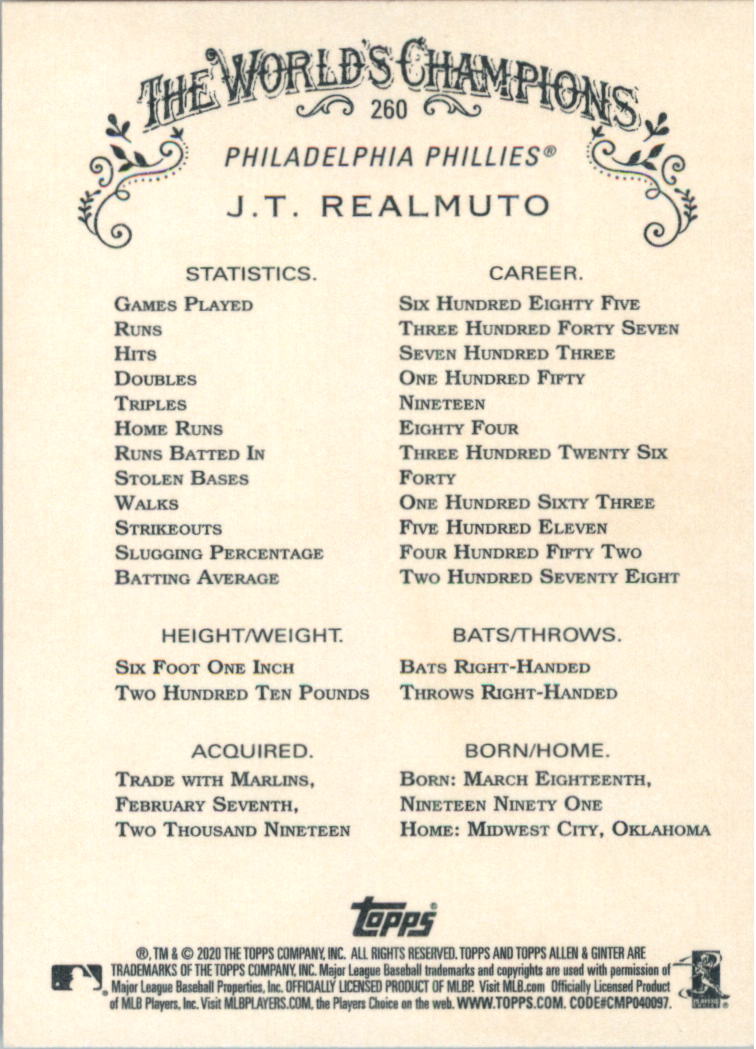 THE WORLD'S CHAMPIONS
260
PHILADELPHIA PHILLIES®
J.T. REALMUTO
STATISTICS. CAREER.
GAMES PLAYED SIX HUNDRED EIGHTY FIVE
RUNS THREE HUNDRED FORTY SEVEN
HITS SEVEN HUNDRED THREE
DOUBLES ONE HUNDRED FIFTY
TRIPLES NINETEEN
HOME RUNS EIGHTY FOUR
RUNS BATTED IN THREE HUNDRED TWENTY SIX
STOLEN BASES FORTY
WALKS ONE HUNDRED SIXTY THREE
STRIKEOUTS FIVE HUNDRED ELEVEN
SLUGGING PERCENTAGE FOUR HUNDRED FIFTY TWO
BATTING AVERAGE TWO HUNDRED SEVENTY EIGHT
HEIGHT/WEIGHT.
SIX FOOT ONE INCH
TWO HUNDRED TEN POUNDS
BATS/THROWS.
BATS RIGHT-HANDED
THROWS RIGHT-HANDED
ACQUIRED.
TRADE WITH MARLINS,
FEBRUARY SEVENTH,
TWO THOUSAND NINETEEN
BORN/HOME.
BORN: MARCH EIGHTEENTH,
NINETEEN NINETY ONE
HOME: MIDWEST CITY, OKLAHOMA
topps®
®, TM & © 2020 THE TOPPS COMPANY, INC. ALL RIGHTS RESERVED. TOPPS AND TOPPS ALLEN & GINTER ARE
TRADEMARKS OF THE TOPPS COMPANY, INC. Major League Baseball trademarks and copyrights are used with permission of
Major League Baseball Properties, Inc. OFFICIALLY LICENSED PRODUCT OF MLBP. Visit MLB.com Officially Licensed Product
of MLB Players, Inc. Visit MLBPLAYERS.COM, the Players Choice on the web. WWW.TOPPS.COM. CODE#CMP040097.